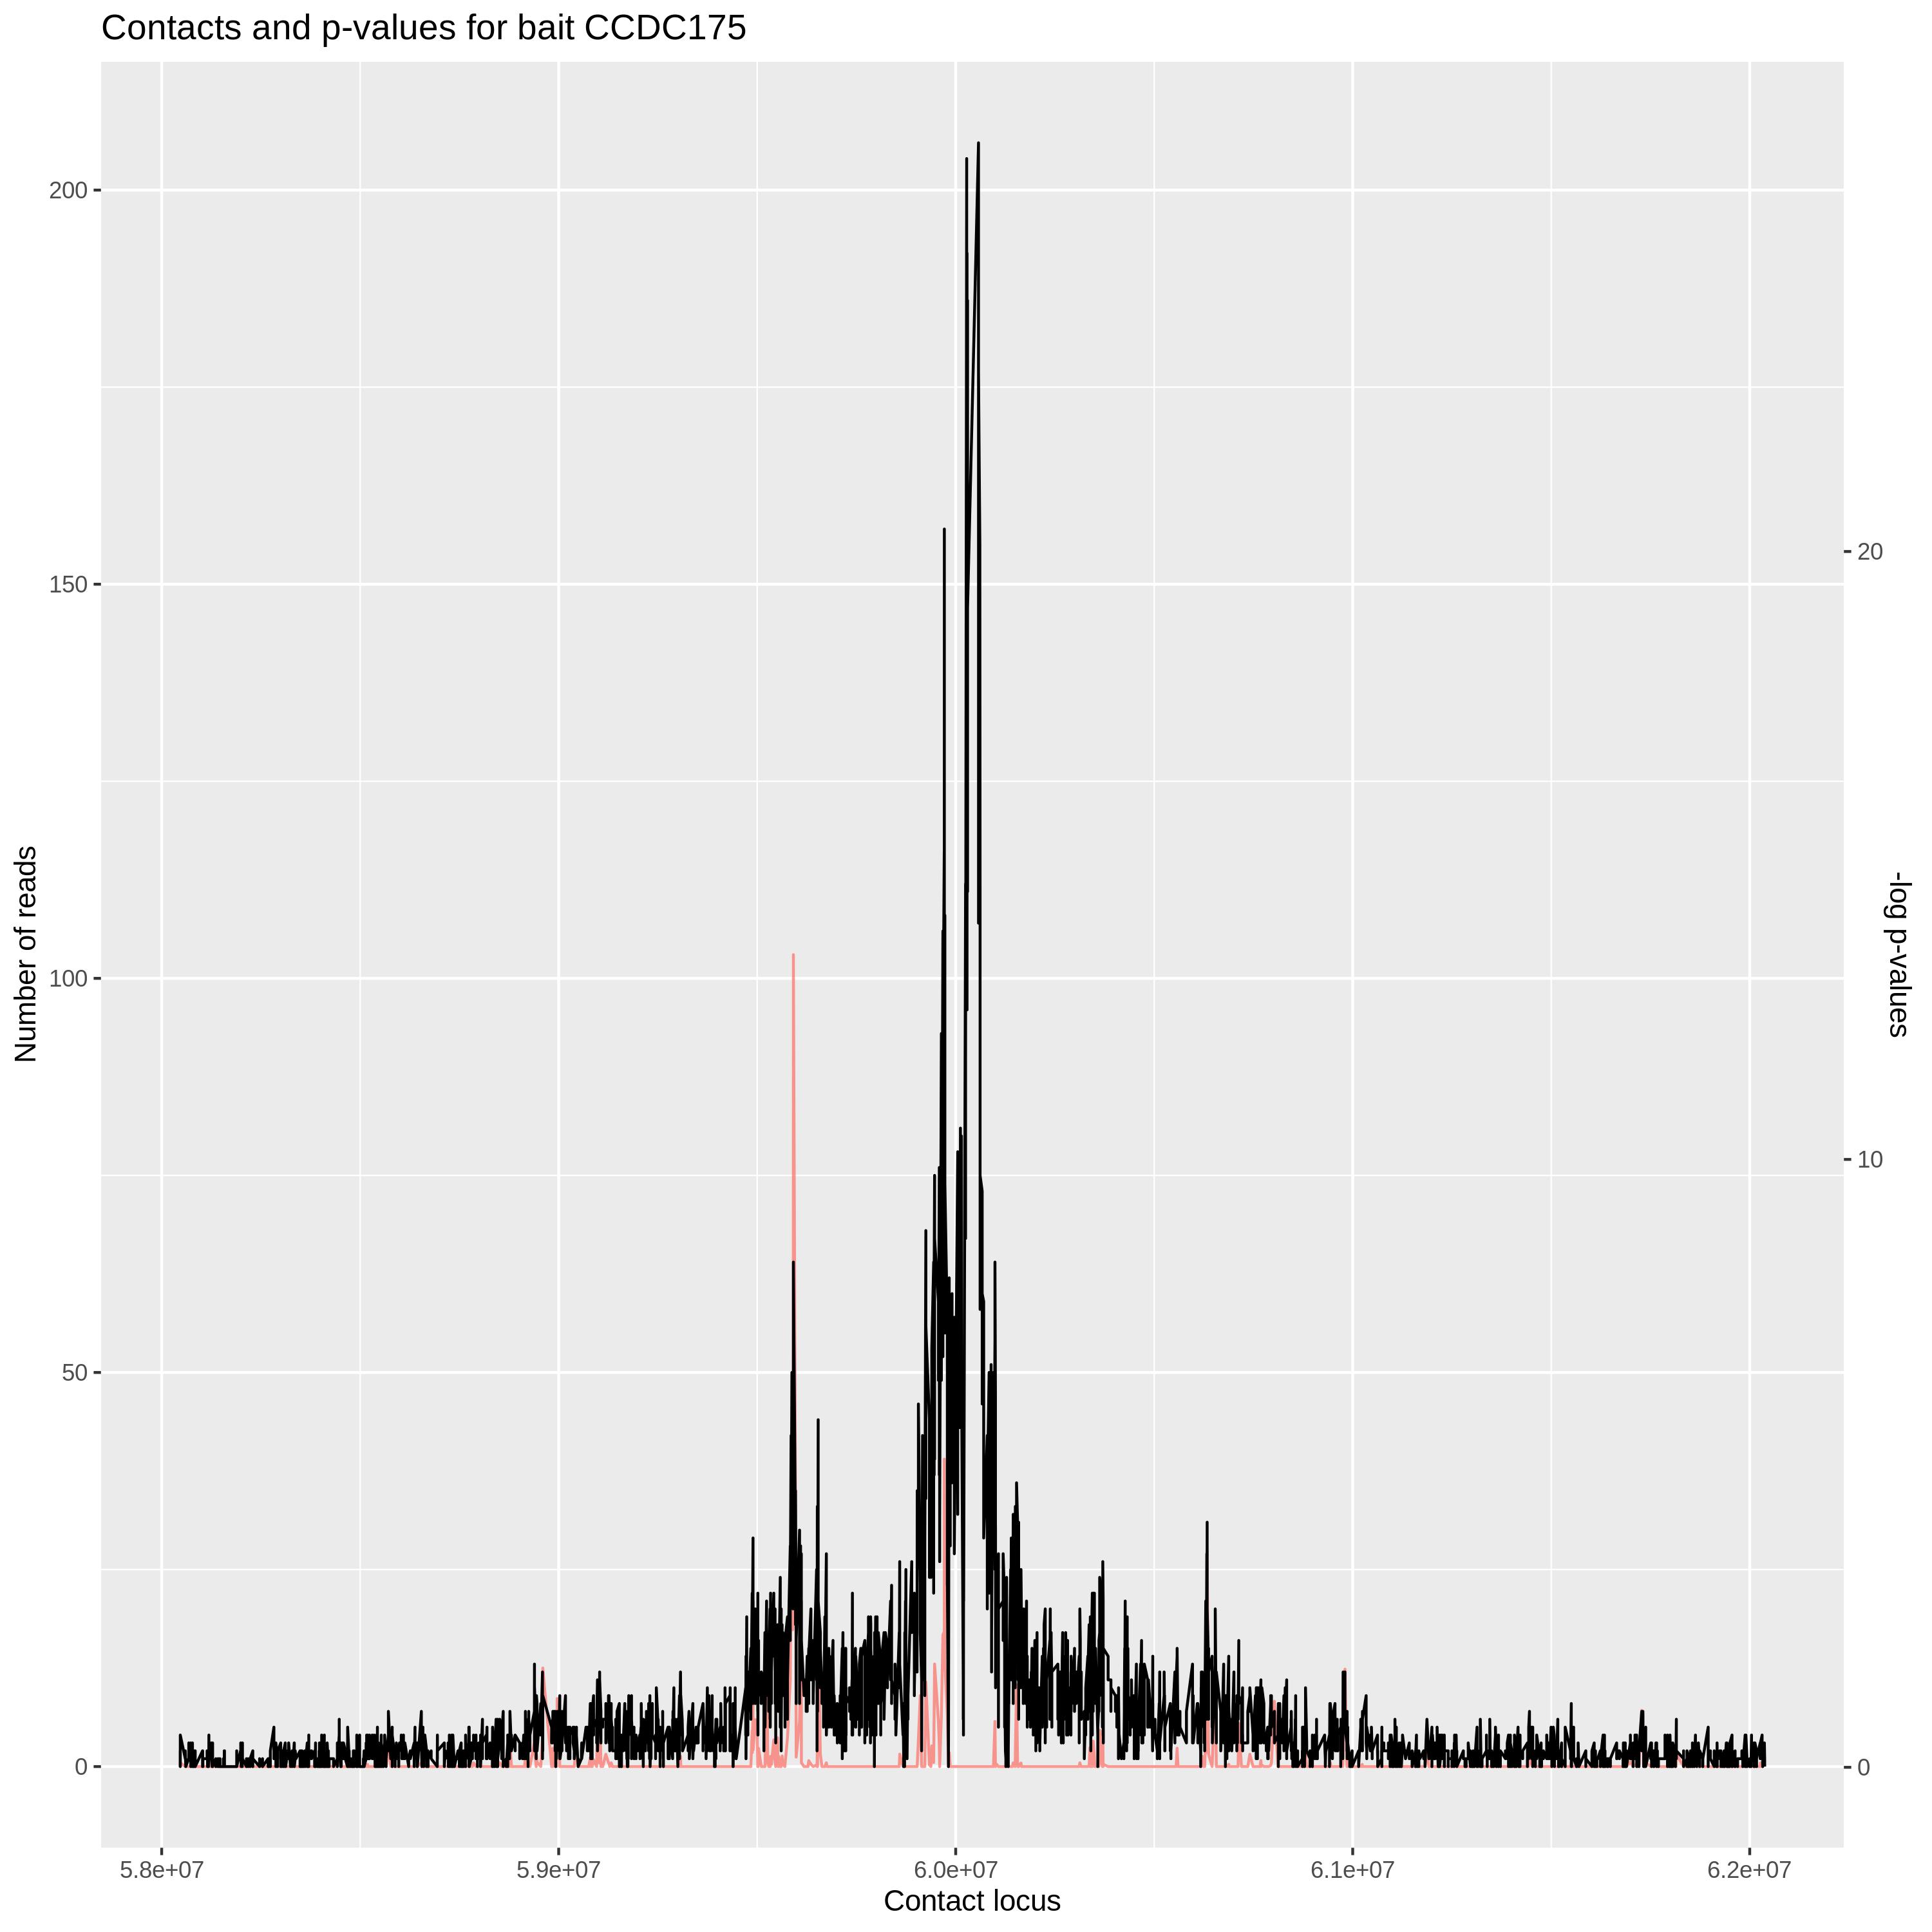 Contacts and p-values for bait CCDC175
Number of reads
200
150
100
50
0
20
10
0
-log p-values
5.8e+07
5.9e+07
6.0e+07
6.1e+07
6.2e+07
Contact locus